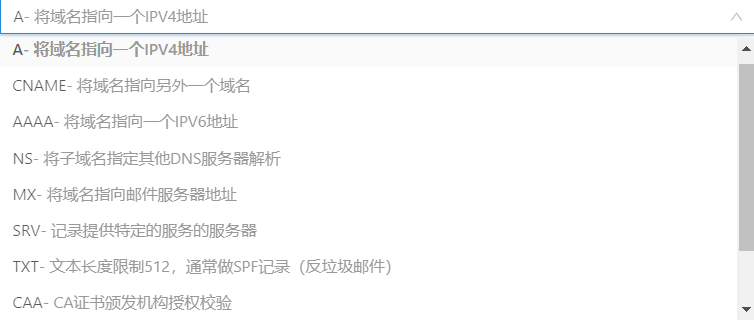 A- 将域名指向一个IPV4地址
A- 将域名指向一个IPV4地址
CNAME- 将域名指向另外一个域名
AAAA- 将域名指向一个IPV6地址
NS- 将子域名指定其他DNS服务器解析
MX- 将域名指向邮件服务器地址
SRV- 记录提供特定的服务的服务器
TXT- 文本长度限制512，通常做SPF记录（反垃圾邮件）
CAA- CA证书颁发机构授权校验